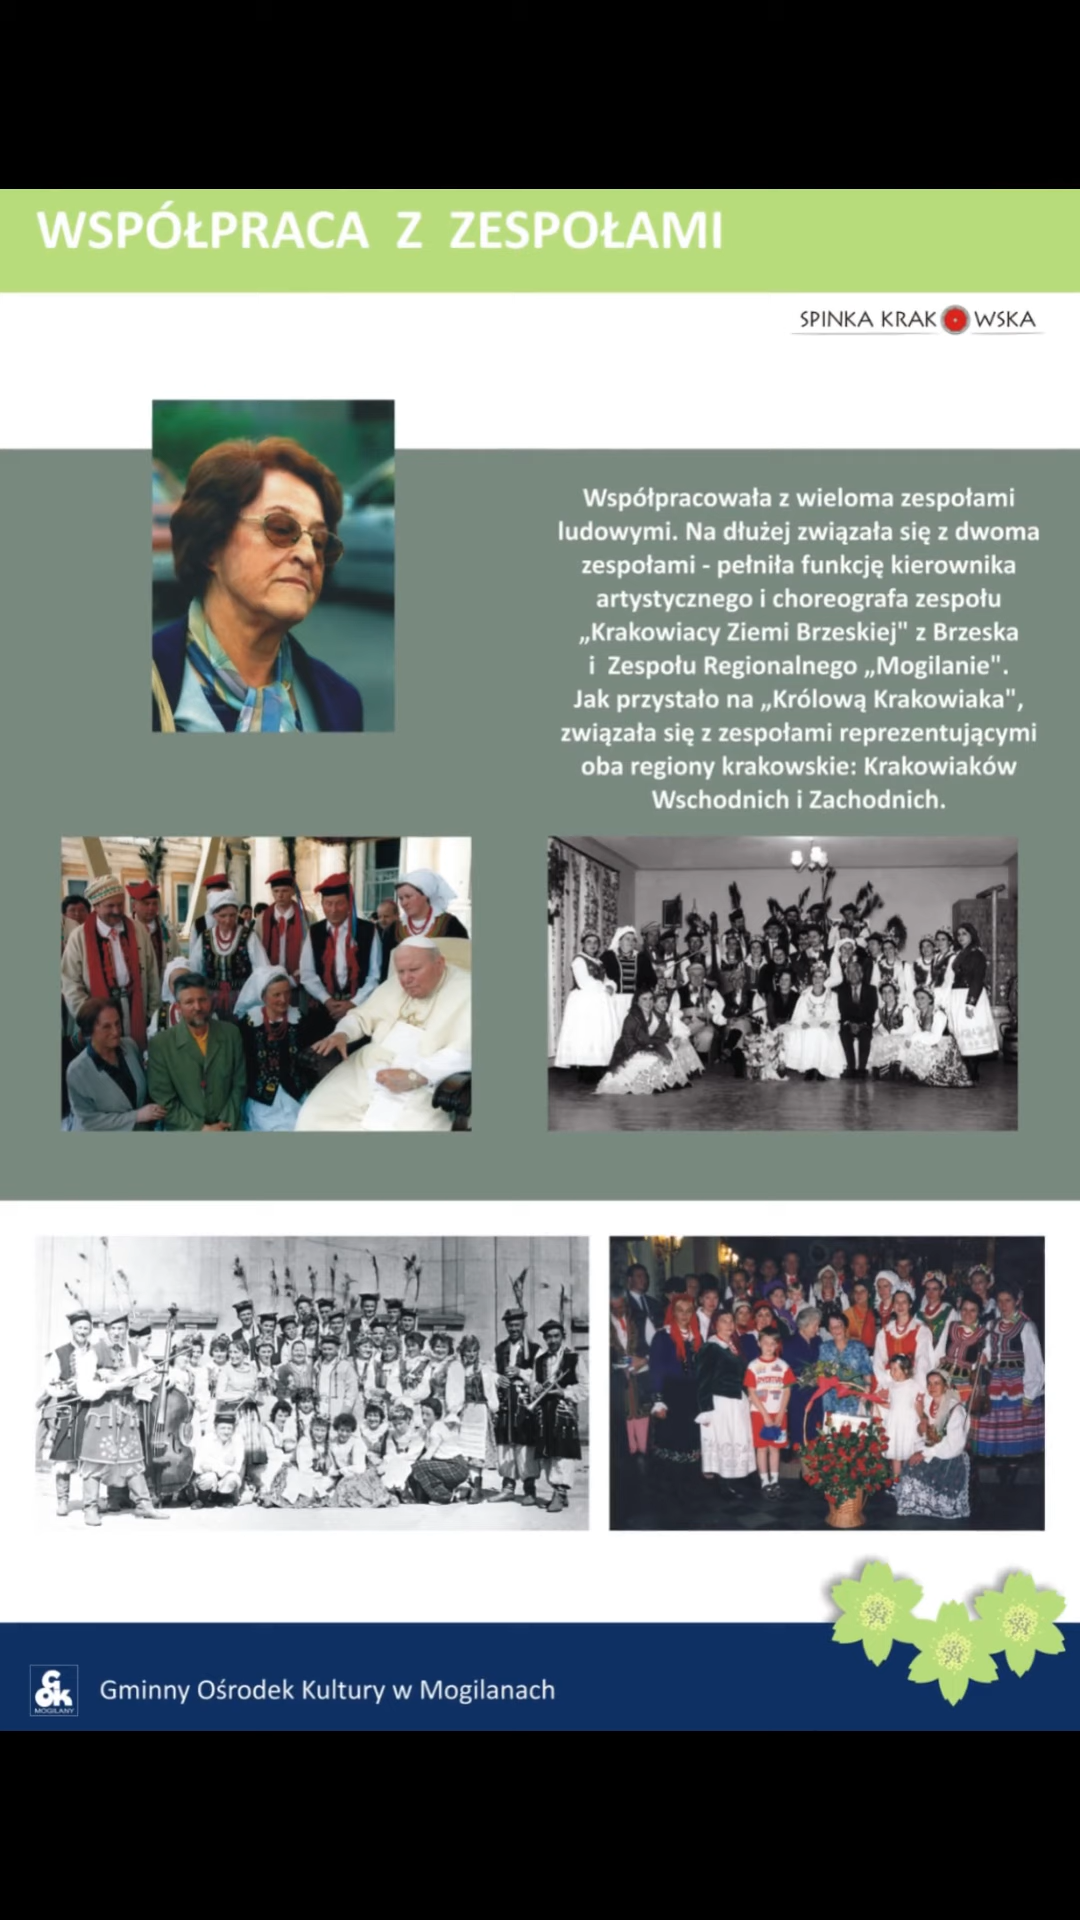 WSPÓŁPRACA Z ZESPOŁAMI
SPINKA KRAKOWSKA
Współpracowała z wieloma zespołami
ludowymi. Na dłużej związała się z dwoma
zespołami - pełniła funkcję kierownika
artystycznego i choreografa zespołu
„Krakowiacy Ziemi Brzeskiej" z Brzeska
i Zespołu Regionalnego „Mogilanie".
Jak przystało na „Królową Krakowiaka",
związała się z zespołami reprezentującymi
oba regiony krakowskie: Krakowiaków
Wschodnich i Zachodnich.
GOK
MOGILANY
Gminny Ośrodek Kultury w Mogilanach